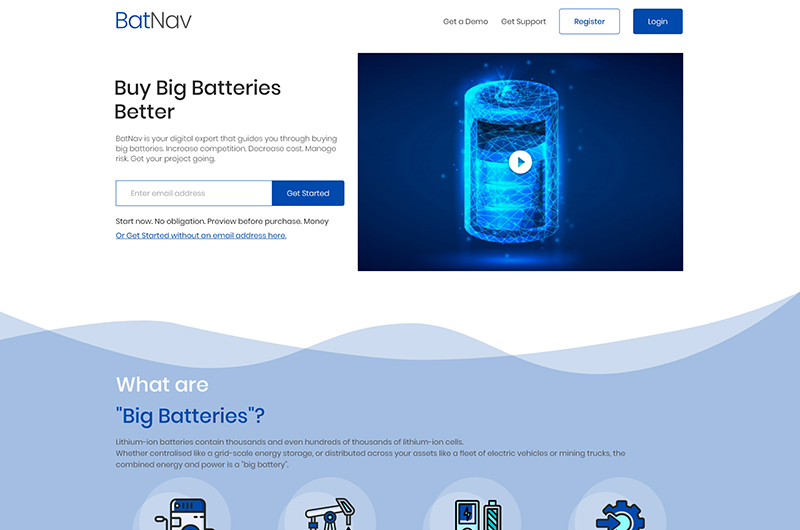 BatNav
Get a Demo
Get Support
Register
Login
Buy Big Batteries
Better
BatNav is your digital expert that guides you through buying
big batteries. Increase competition. Decrease cost. Manage
risk. Get your project going.
Enter email address
Get Started
Start now. No obligation. Preview before purchase. Money
Or Get Started without an email address here.
What are
"Big Batteries"?
Lithium-ion batteries contain thousands and even hundreds of thousands of lithium-ion cells.
Whether centralised like a grid-scale energy storage, or distributed across your assets like a fleet of electric vehicles or mining trucks, the
combined energy and power is a "big battery".